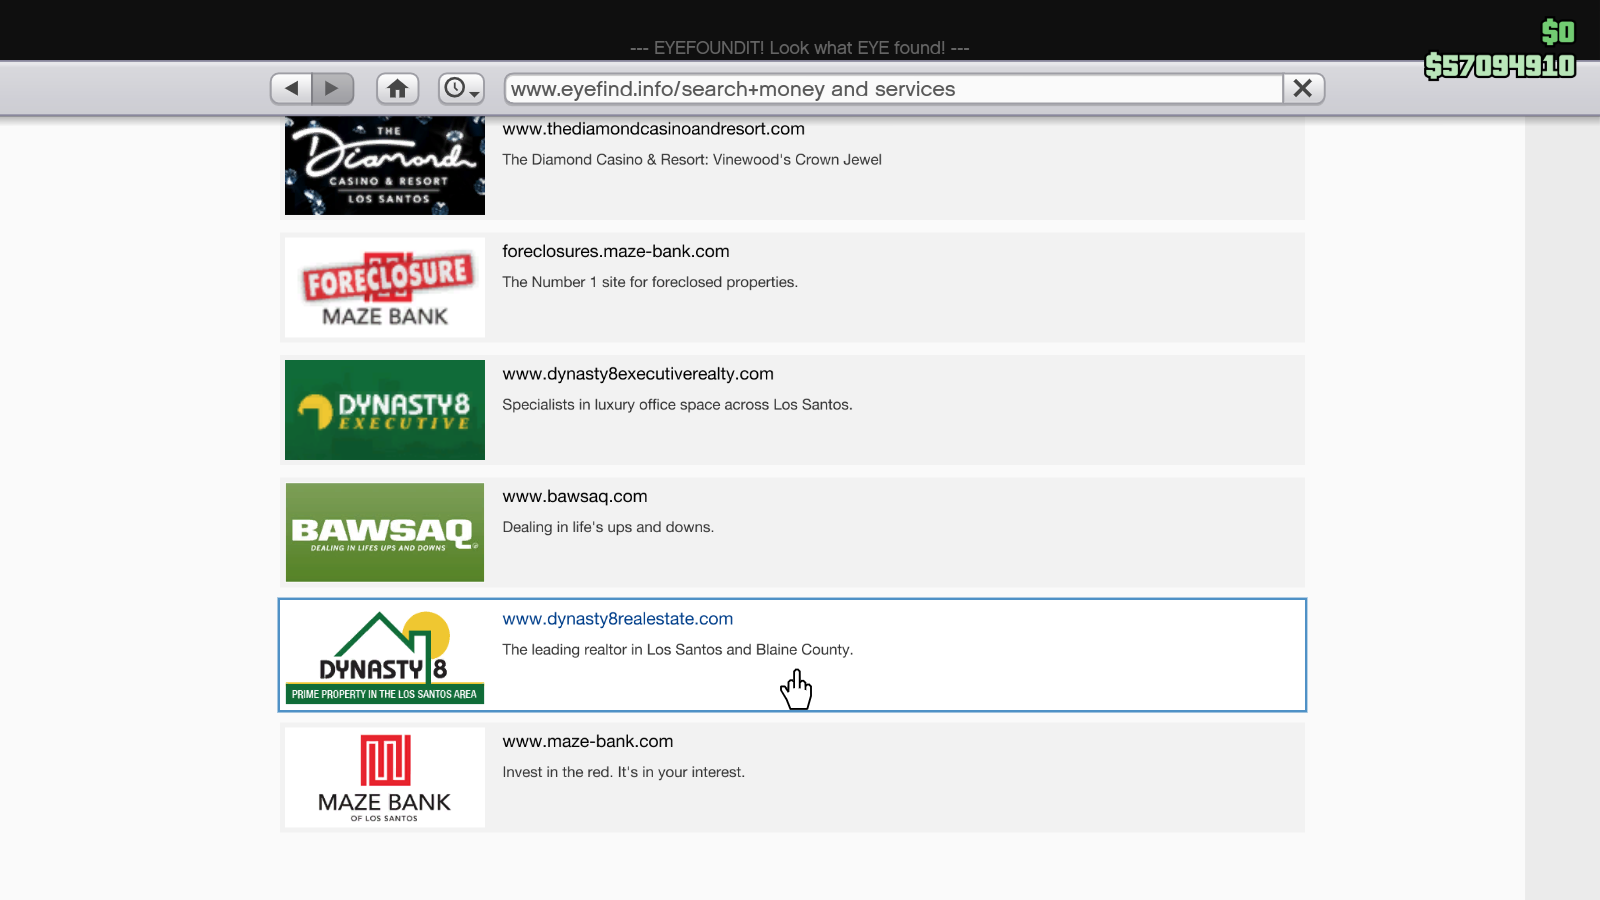 $0
--- EYEFOUNDIT! Look what EYE found! ---
$57094910
www.eyefind.info/search+money and services
THE
Diamond
CASINO & RESORT
LOS SANTOS
www.thediamondcasinoandresort.com
The Diamond Casino & Resort: Vinewood's Crown Jewel
FORECLOSURE
MAZE BANK
foreclosures.maze-bank.com
The Number 1 site for foreclosed properties.
DYNASTY8
EXECUTIVE
www.dynasty8executiverealty.com
Specialists in luxury office space across Los Santos.
BAWSAQ
DEALING IN LIFES UPS AND DOWNS
www.bawsaq.com
Dealing in life's ups and downs.
DYNASTY 8
PRIME PROPERTY IN THE LOS SANTOS AREA
www.dynasty8realestate.com
The leading realtor in Los Santos and Blaine County.
MAZE BANK
OF LOS SANTOS
www.maze-bank.com
Invest in the red. It's in your interest.